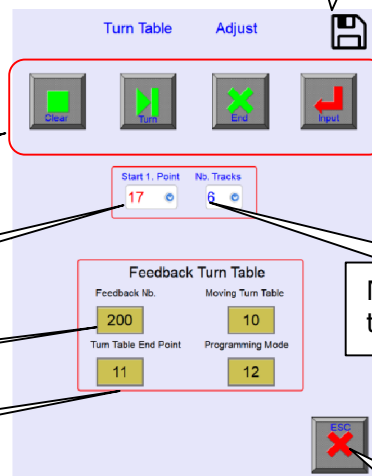 Turn Table Adjust
Clear Turn End Input
Start 1. Point Nb. Tracks
17 6
Feedback Turn Table
Feedback Nb. Moving Turn Table
200 10
Turn Table End Point Programming Mode
11 12
ESC